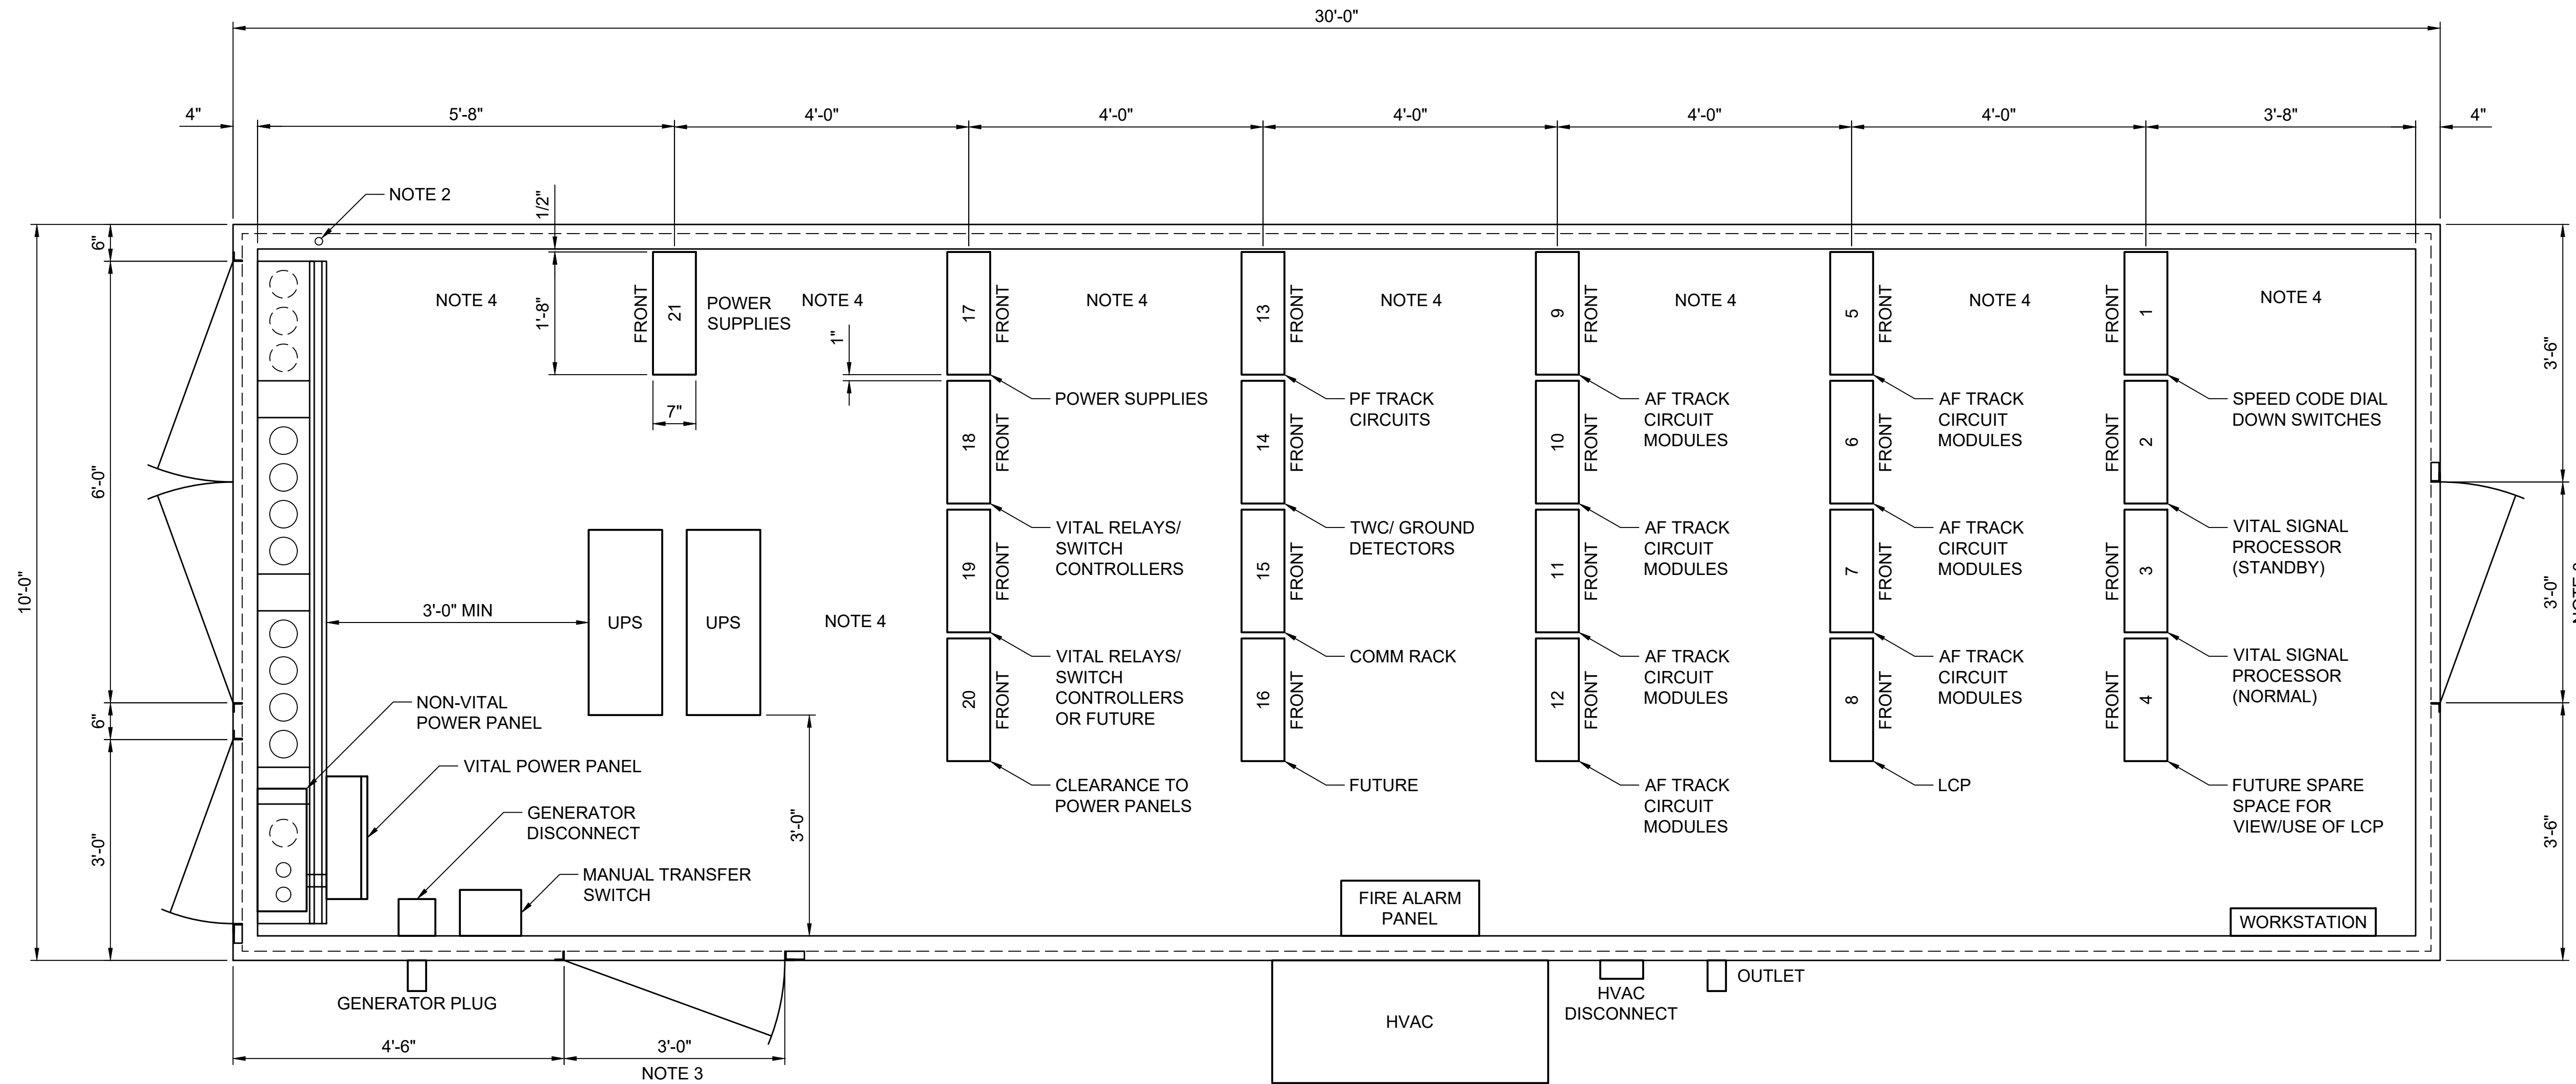 30'-0"
4"
5'-8"
4'-0"
4'-0"
4'-0"
4'-0"
4'-0"
3'-8"
4"
NOTE 2
1/2"
6"
6'-0"
6"
3'-0"
10'-0"
1'-8"
7"
1"
NOTE 4
NOTE 4
NOTE 4
NOTE 4
NOTE 4
NOTE 4
NOTE 4
FRONT
21
POWER
SUPPLIES
17
FRONT
13
FRONT
9
FRONT
5
FRONT
FRONT
1
POWER SUPPLIES
PF TRACK
CIRCUITS
AF TRACK
CIRCUIT
MODULES
AF TRACK
CIRCUIT
MODULES
SPEED CODE DIAL
DOWN SWITCHES
18
FRONT
14
FRONT
10
FRONT
6
FRONT
FRONT
2
VITAL RELAYS/
SWITCH
CONTROLLERS
TWC/ GROUND
DETECTORS
AF TRACK
CIRCUIT
MODULES
AF TRACK
CIRCUIT
MODULES
VITAL SIGNAL
PROCESSOR
(STANDBY)
3'-0" MIN
UPS
UPS
NOTE 4
19
FRONT
15
FRONT
11
FRONT
7
FRONT
FRONT
3
VITAL RELAYS/
SWITCH
CONTROLLERS
OR FUTURE
COMM RACK
AF TRACK
CIRCUIT
MODULES
AF TRACK
CIRCUIT
MODULES
VITAL SIGNAL
PROCESSOR
(NORMAL)
20
FRONT
16
FRONT
12
FRONT
8
FRONT
FRONT
4
CLEARANCE TO
POWER PANELS
FUTURE
AF TRACK
CIRCUIT
MODULES
LCP
FUTURE SPARE
SPACE FOR
VIEW/USE OF LCP
NON-VITAL
POWER PANEL
VITAL POWER PANEL
GENERATOR
DISCONNECT
MANUAL TRANSFER
SWITCH
3'-0"
FIRE ALARM
PANEL
WORKSTATION
3'-6"
3'-0"
3'-6"
GENERATOR PLUG
HVAC
HVAC
DISCONNECT
OUTLET
4'-6"
3'-0"
NOTE 3